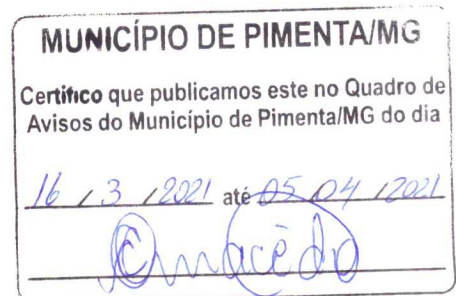 MUNICÍPIO DE PIMENTA/MG
Certifico que publicamos este no Quadro de
Avisos do Município de Pimenta/MG do dia
16 / 3 / 2021 até 05 04 / 2021